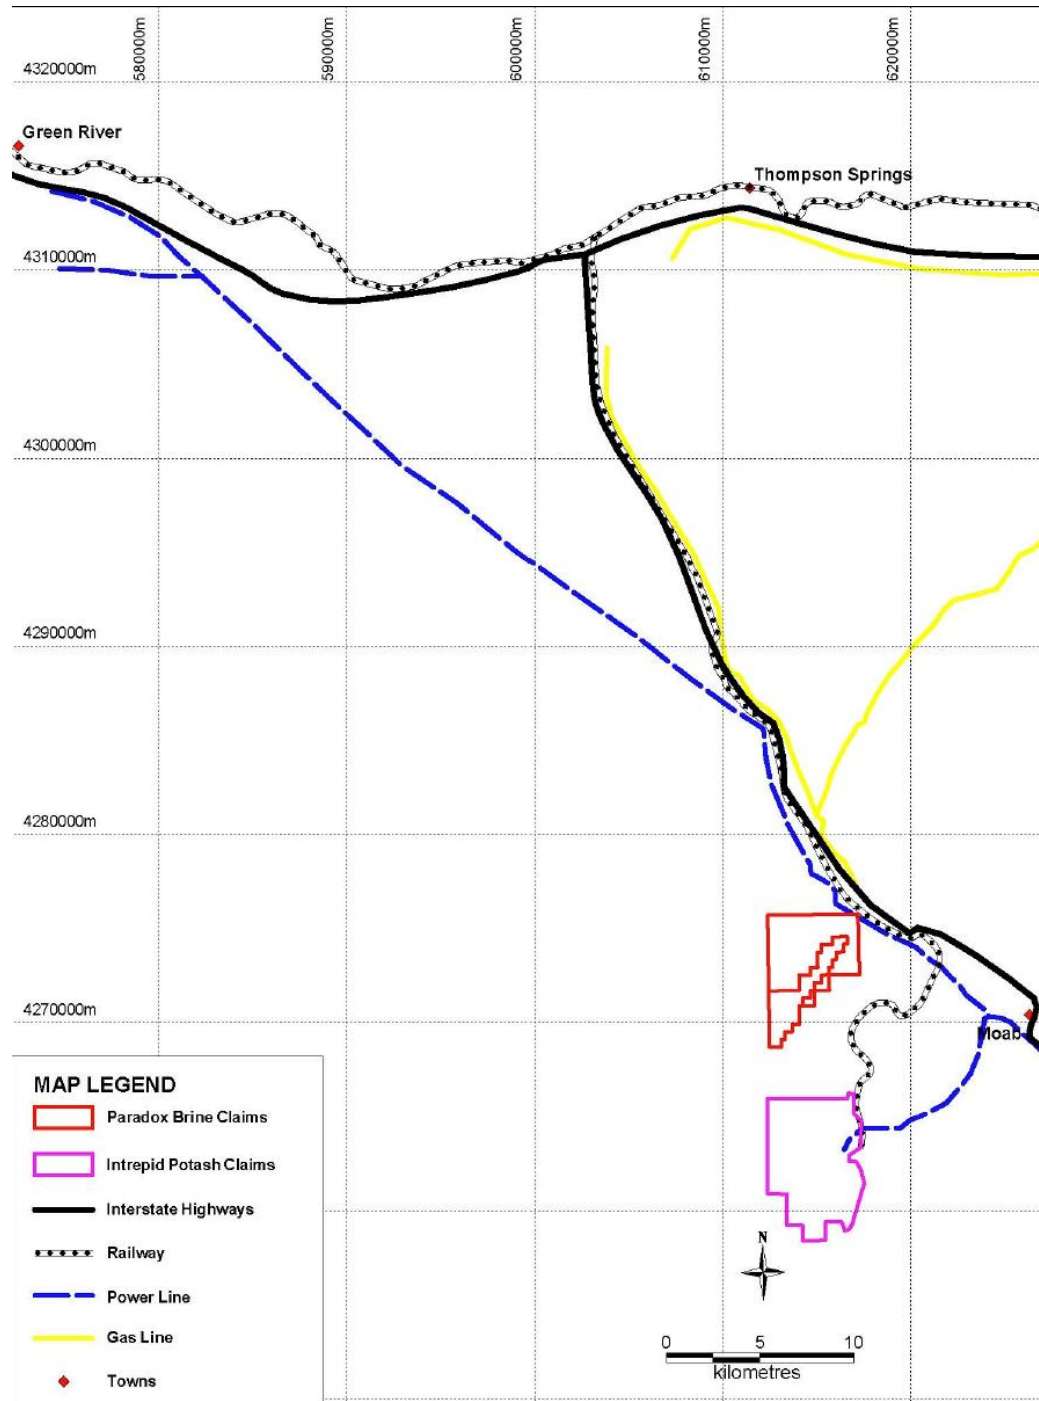 580000m
590000m
600000m
610000m
620000m
4320000m
Green River
Thompson Springs
4310000m
4300000m
4290000m
4280000m
4270000m
Moab
MAP LEGEND
Paradox Brine Claims
Intrepid Potash Claims
Interstate Highways
Railway
Power Line
Gas Line
Towns
N
0 5 10
kilometres